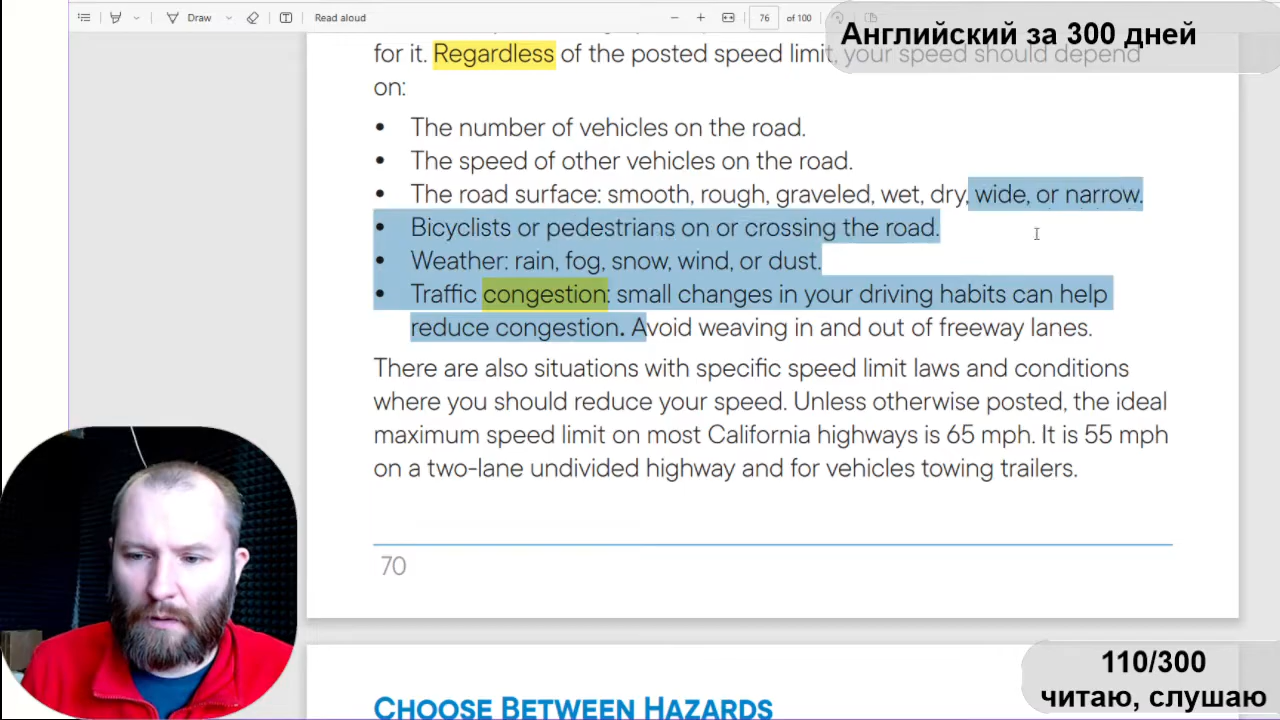 Draw
Read aloud
76
of 100
Английский за 300 дней
for it. Regardless of the posted speed limit, your speed should depend
on:
• The number of vehicles on the road.
• The speed of other vehicles on the road.
• The road surface: smooth, rough, graveled, wet, dry, wide, or narrow.
• Bicyclists or pedestrians on or crossing the road.
• Weather: rain, fog, snow, wind, or dust.
• Traffic congestion: small changes in your driving habits can help
reduce congestion. Avoid weaving in and out of freeway lanes.
There are also situations with specific speed limit laws and conditions
where you should reduce your speed. Unless otherwise posted, the ideal
maximum speed limit on most California highways is 65 mph. It is 55 mph
on a two-lane undivided highway and for vehicles towing trailers.
70
CHOOSE BETWEEN HAZARDS
110/300
читаю, слушаю